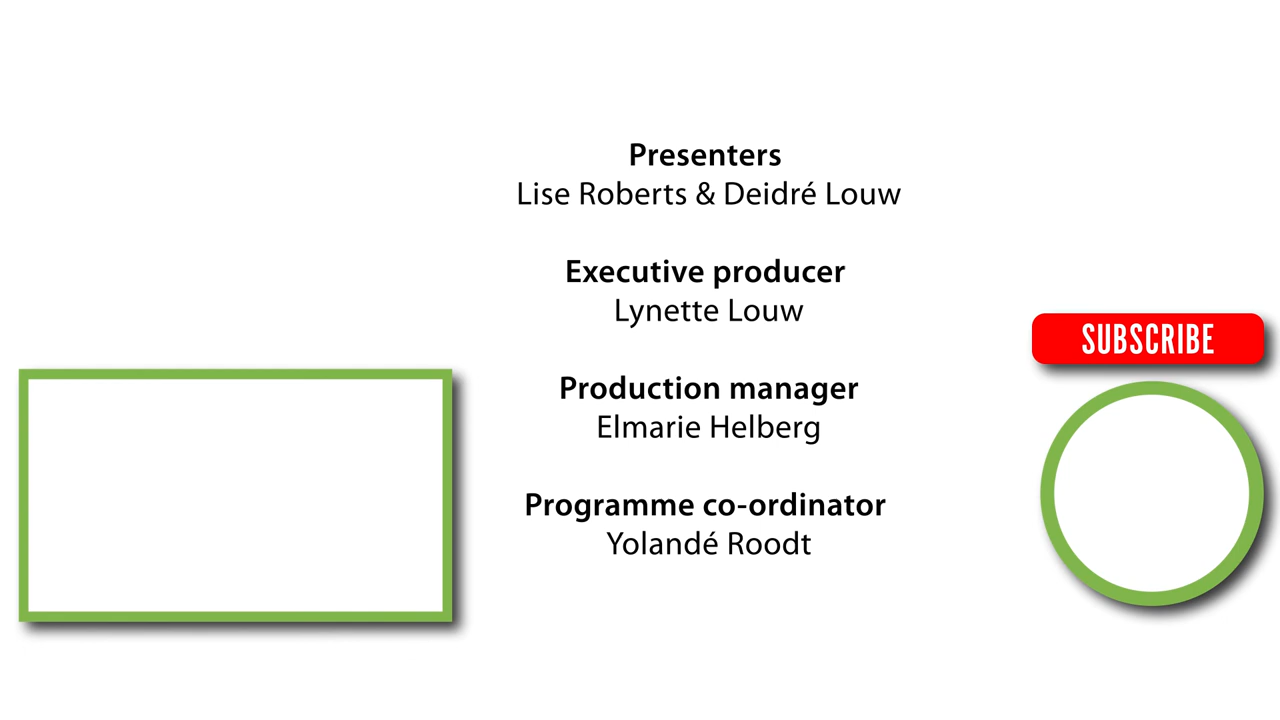 Presenters
Lise Roberts & Deidré Louw
Executive producer
Lynette Louw
Production manager
Elmarie Helberg
Programme co-ordinator
Yolandé Roodt
SUBSCRIBE